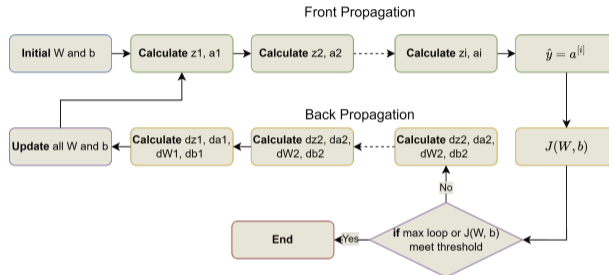 Front Propagation
Initial W and b
Calculate z1, a1
Calculate z2, a2
Calculate zi, ai
ŷ = a^[i]
Back Propagation
Update all W and b
Calculate dz1, da1,
dW1, db1
Calculate dz2, da2,
dW2, db2
Calculate dz2, da2,
dW2, db2
J(W, b)
No
End
Yes
if max loop or J(W, b)
meet threshold